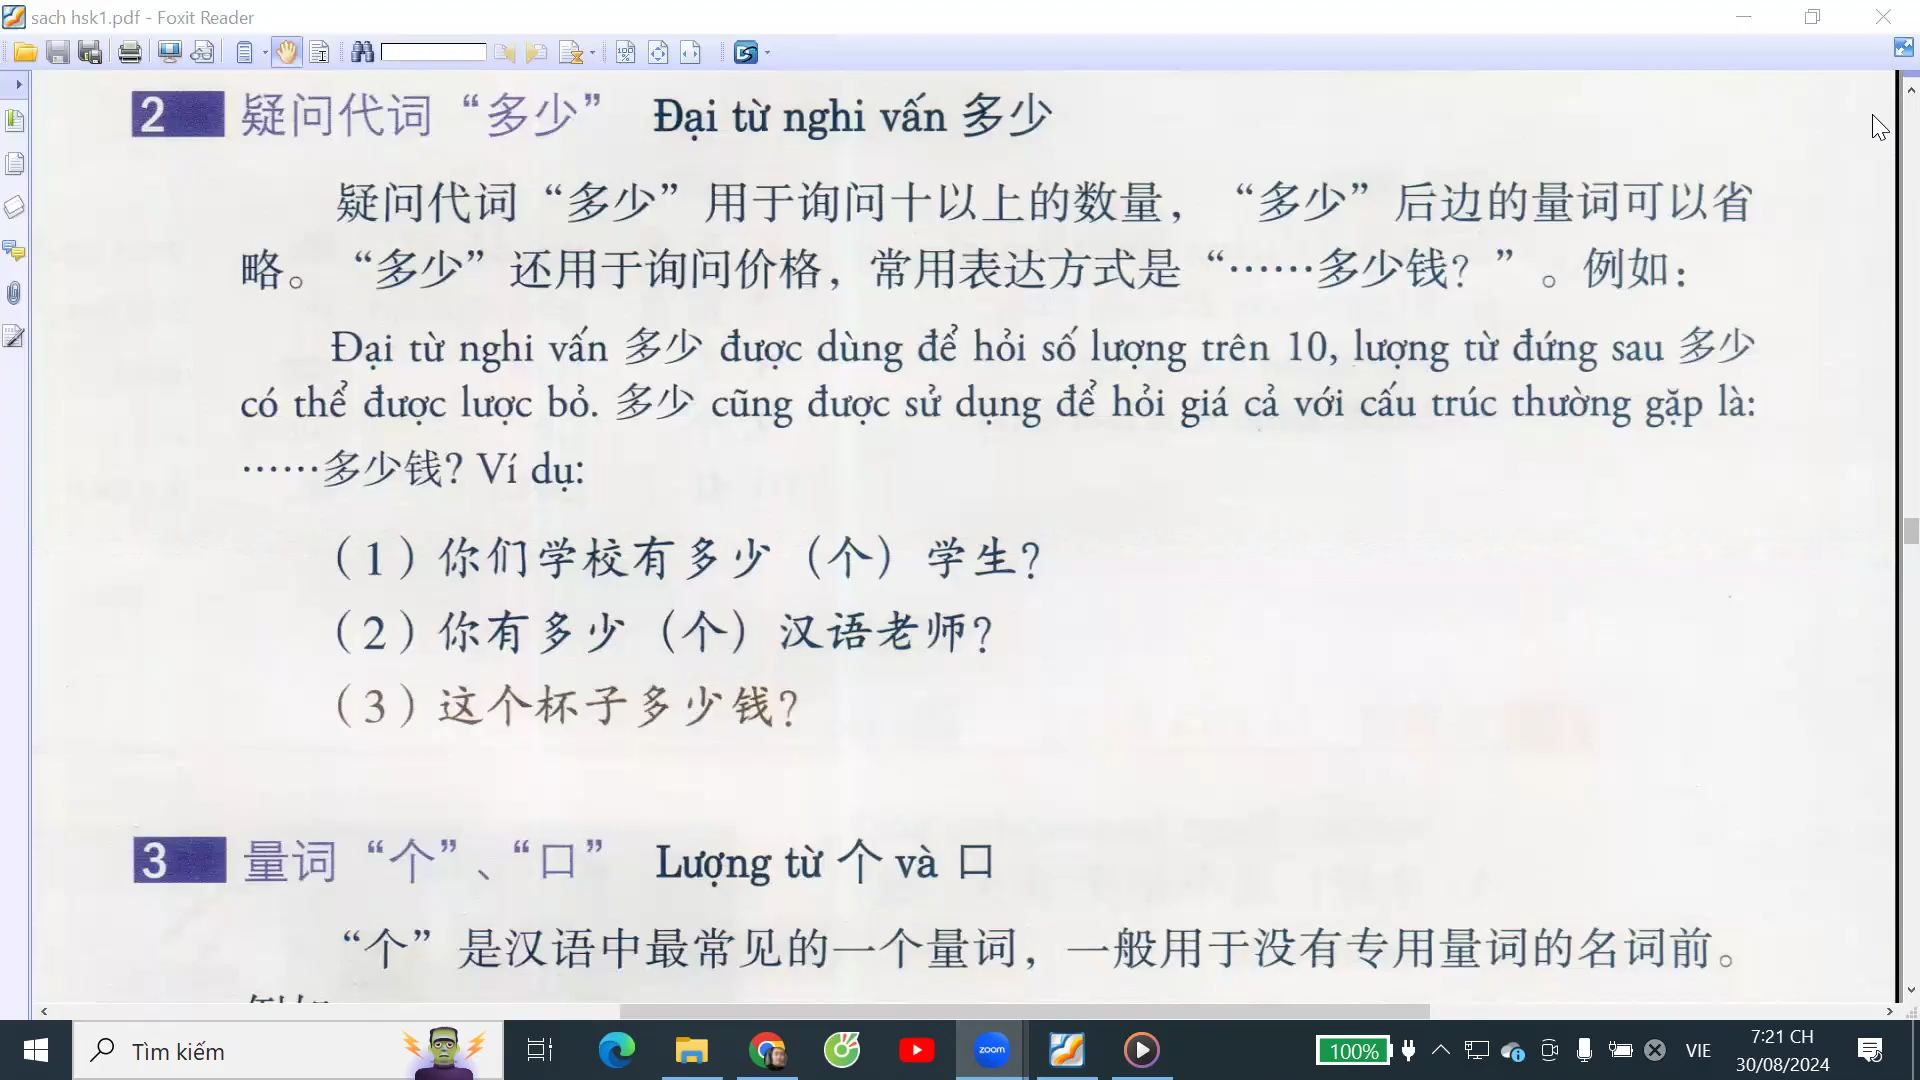 sach hsk1.pdf - Foxit Reader
2 疑问代词“多少” Đại từ nghi vấn 多少
疑问代词“多少”用于询问十以上的数量，“多少”后边的量词可以省
略。“多少”还用于询问价格，常用表达方式是“……多少钱？”。例如：
Đại từ nghi vấn 多少 được dùng để hỏi số lượng trên 10, lượng từ đứng sau 多少
có thể được lược bỏ. 多少 cũng được sử dụng để hỏi giá cả với cấu trúc thường gặp là:
……多少钱? Ví dụ:
（1）你们学校有多少（个）学生？
（2）你有多少（个）汉语老师？
（3）这个杯子多少钱？
3 量词“个”、“口” Lượng từ 个 và 口
“个”是汉语中最常见的一个量词，一般用于没有专用量词的名词前。
Tìm kiếm
zoom
100%
VIE
7:21 CH
30/08/2024